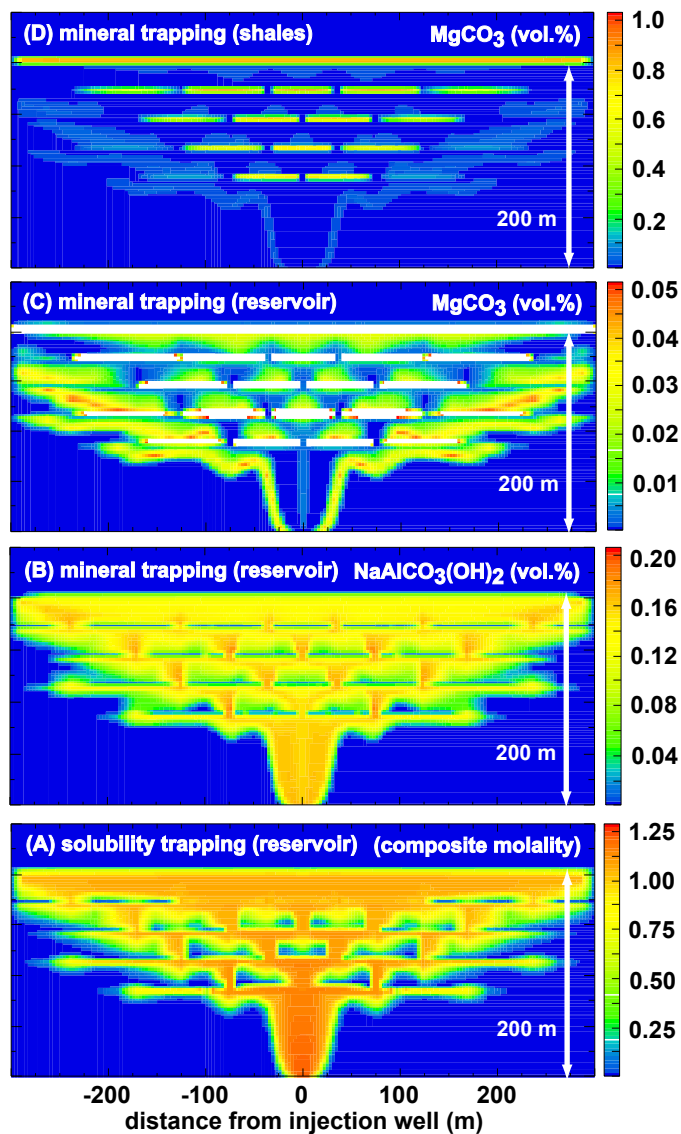 (D) mineral trapping (shales) MgCO3 (vol.%)
1.0
0.8
0.6
0.4
0.2
200 m
(C) mineral trapping (reservoir) MgCO3 (vol.%)
0.05
0.04
0.03
0.02
0.01
200 m
(B) mineral trapping (reservoir) NaAlCO3(OH)2 (vol.%)
0.20
0.16
0.12
0.08
0.04
200 m
(A) solubility trapping (reservoir) (composite molality)
1.25
1.00
0.75
0.50
0.25
200 m
-200 -100 0 100 200
distance from injection well (m)